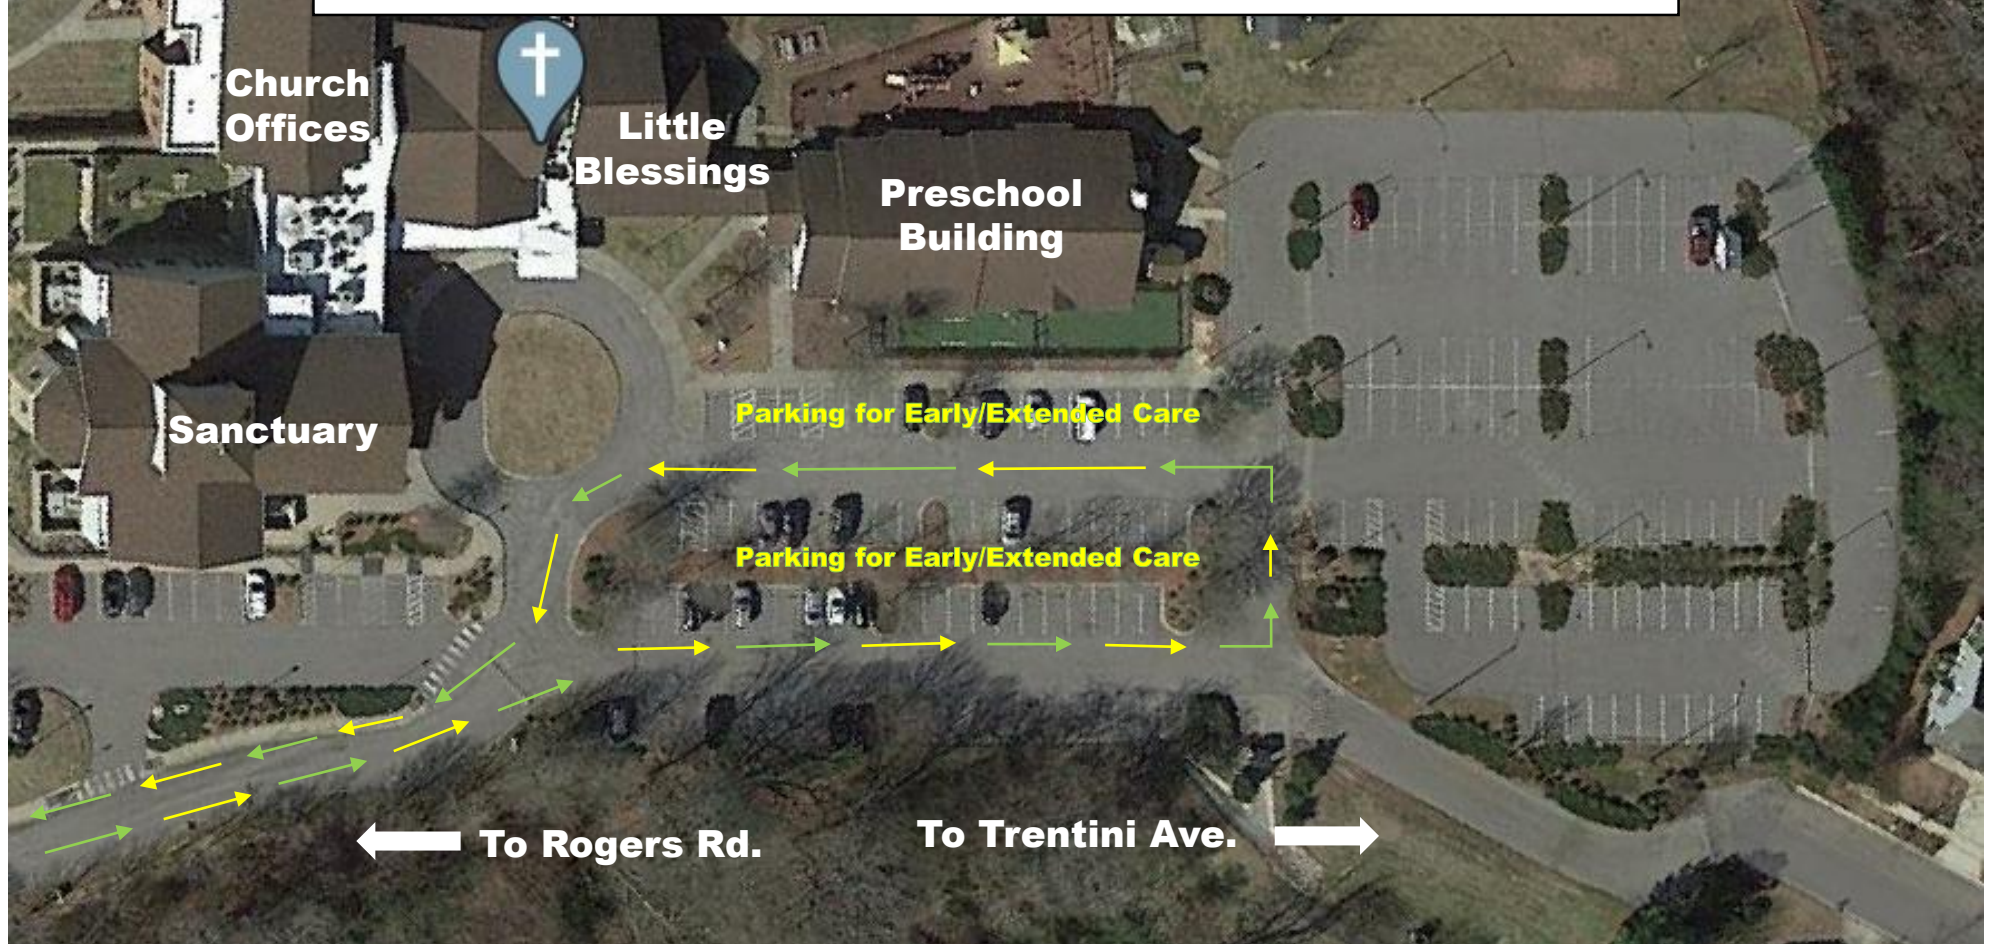 Church
Offices
Little
Blessings
Preschool
Building
Sanctuary
Parking for Early/Extended Care
Parking for Early/Extended Care
To Rogers Rd.
To Trentini Ave.